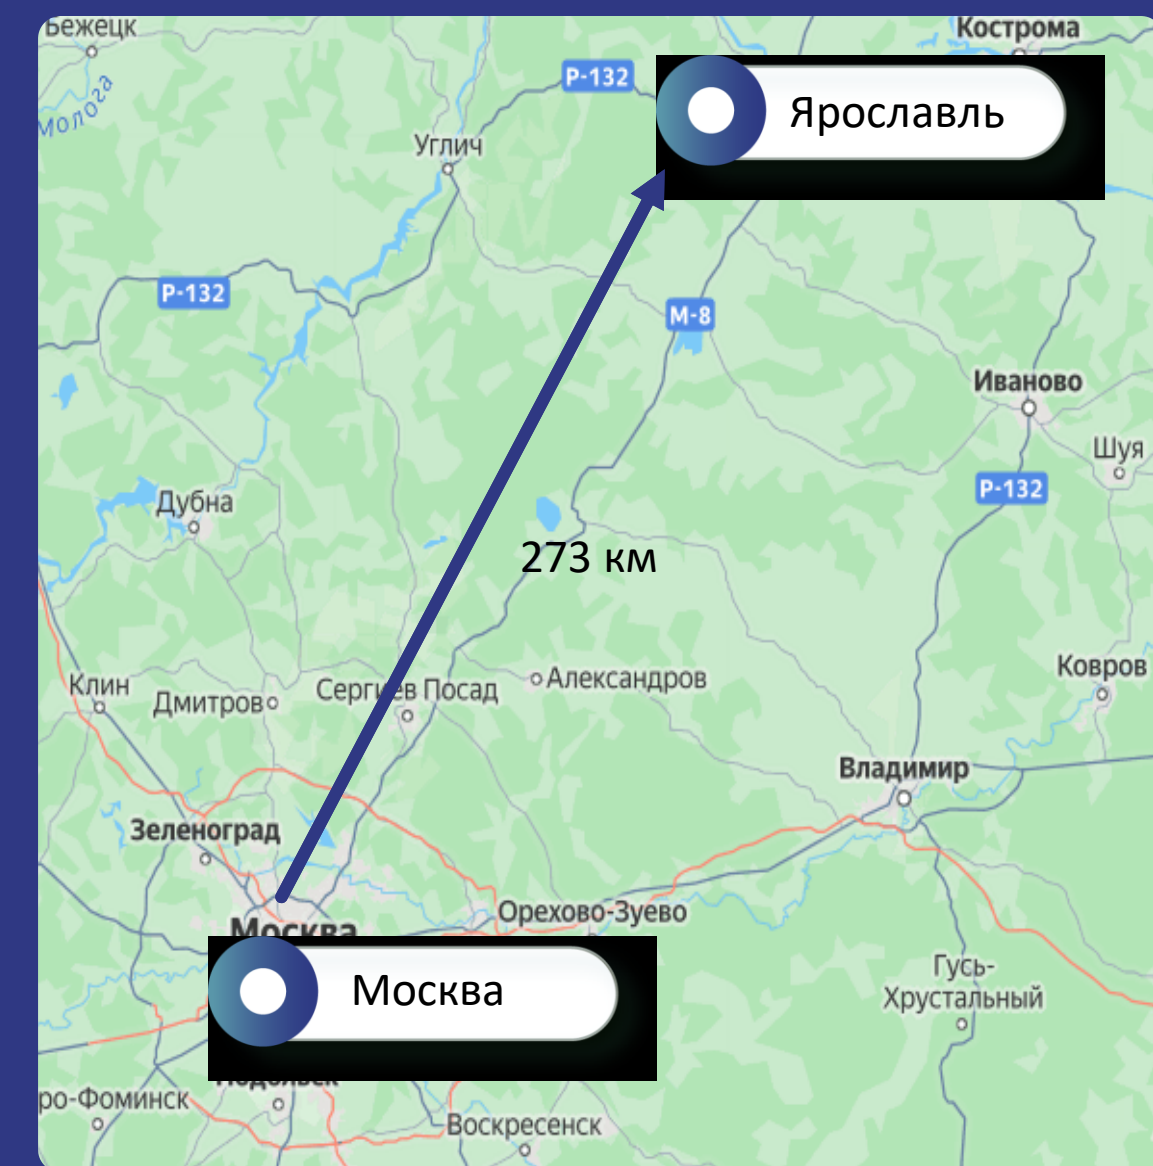 Бежецк
Кострома
Р-132
Молога
Ярославль
Углич
Р-132
М-8
Иваново
Шуя
Р-132
Дубна
273 км
Ковров
Клин
Александров
Дмитров
Сергиев Посад
Владимир
Зеленоград
Орехово-Зуево
Москва
Гусь-
Хрустальный
Москва
Подольск
ро-Фоминск
Воскресенск